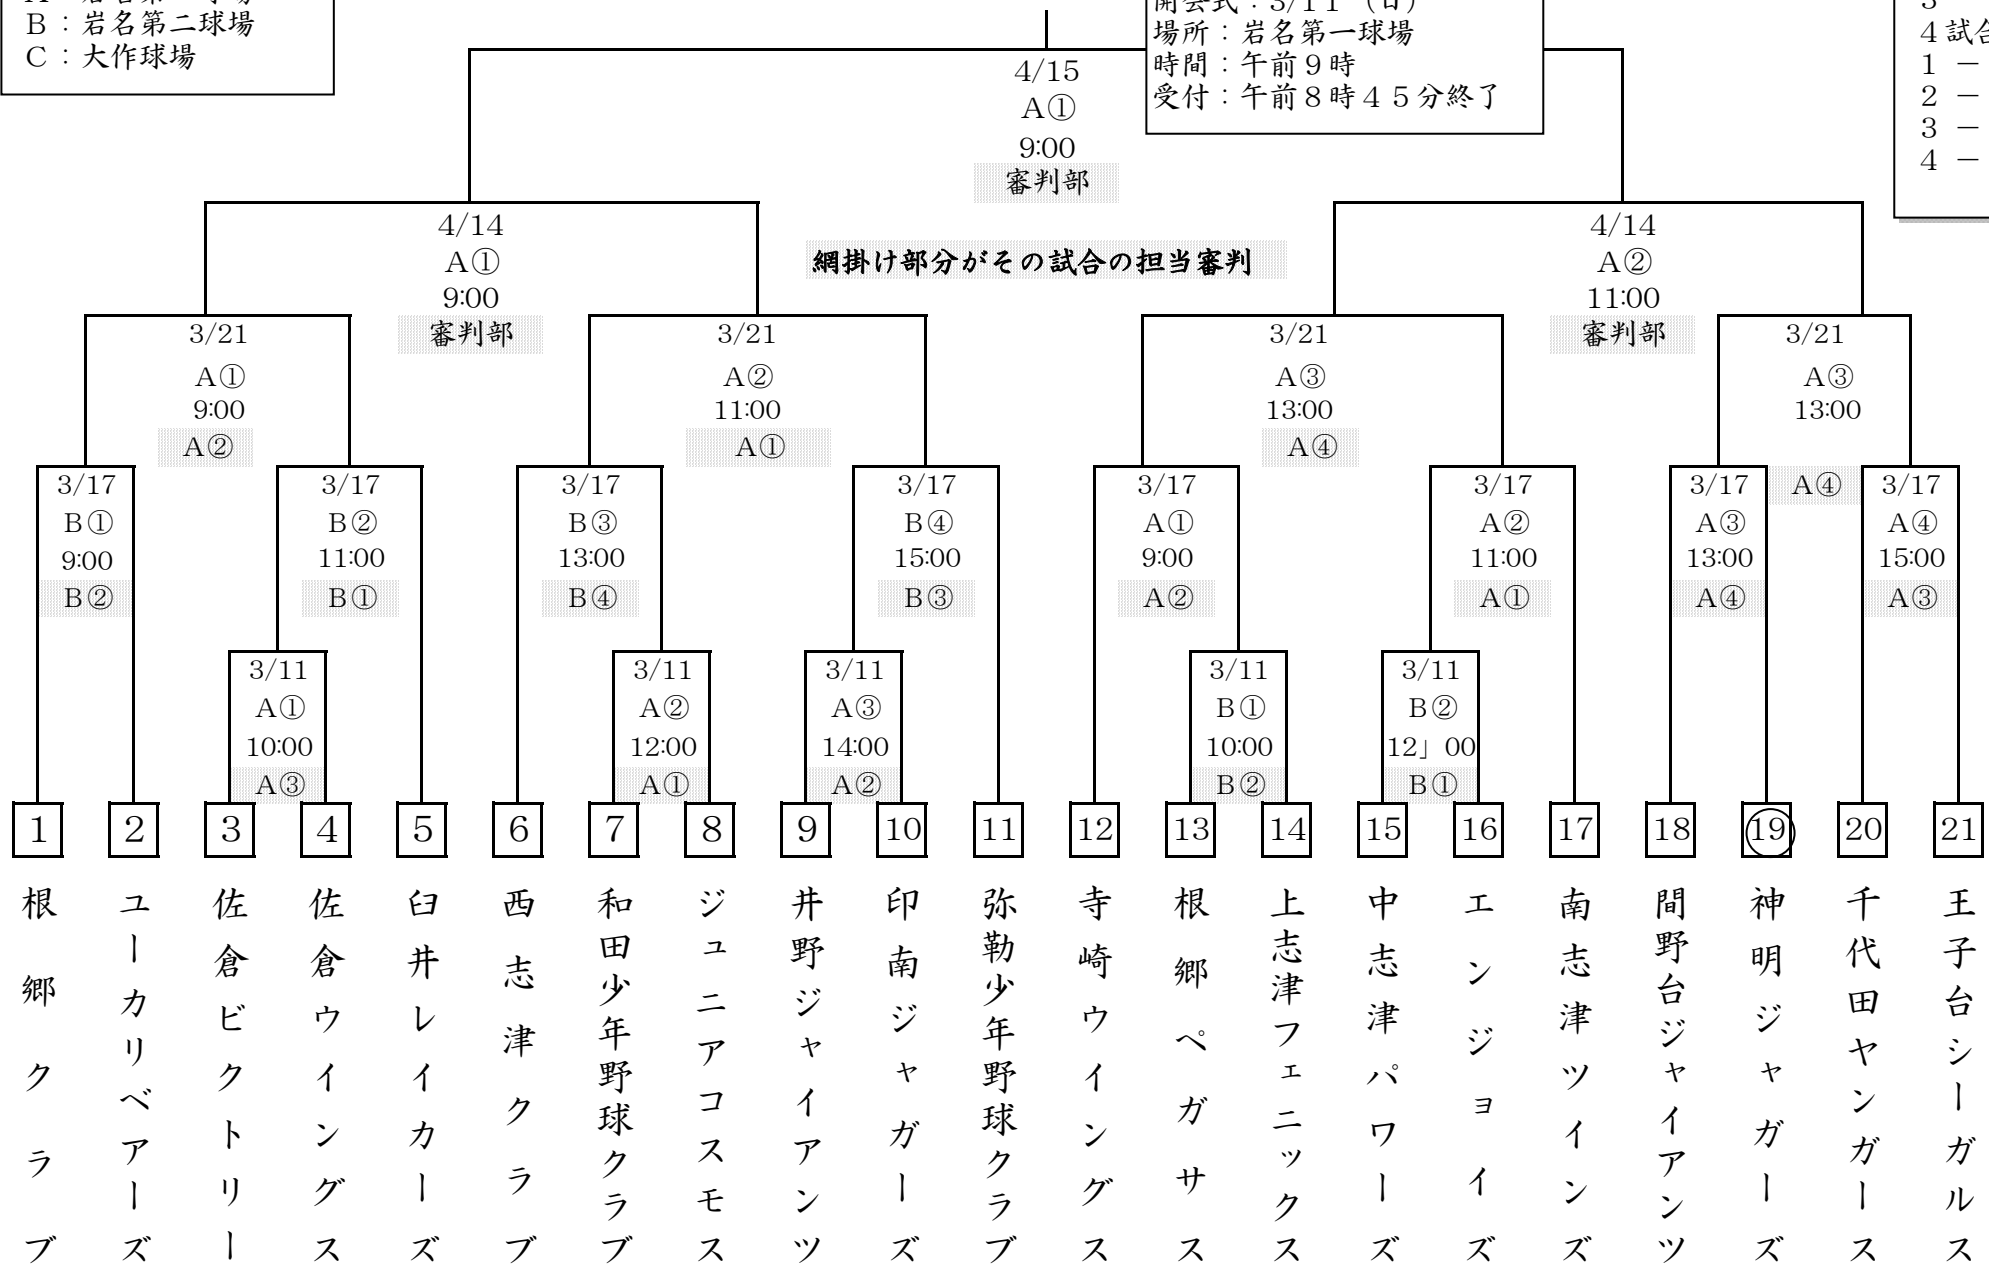 B：岩名第二球場
C：大作球場
場所：岩名第一球場
時間：午前９時
受付：午前８時４５分終了
４試合
１－
２－
３－
４－
4/15
A①
9:00
審判部
4/14
A①
9:00
審判部
網掛け部分がその試合の担当審判
4/14
A②
11:00
審判部
3/21
A①
9:00
A②
3/21
A②
11:00
A①
3/21
A③
13:00
A④
3/21
A③
13:00
A④
3/17
B①
9:00
B②
3/17
B②
11:00
B①
3/17
B③
13:00
B④
3/17
B④
15:00
B③
3/17
A①
9:00
A②
3/17
A②
11:00
A①
3/17
A③
13:00
A④
3/17
A④
15:00
A③
3/11
A①
10:00
A③
3/11
A②
12:00
A①
3/11
A③
14:00
A②
3/11
B①
10:00
B②
3/11
B②
12」00
B①
1
2
3
4
5
6
7
8
9
10
11
12
13
14
15
16
17
18
19
20
21
根郷クラブ
ユーカリベアーズ
佐倉ビクトリー
佐倉ウイングス
臼井レイカーズ
西志津クラブ
和田少年野球クラブ
ジュニアコスモス
井野ジャイアンツ
印南ジャガーズ
弥勒少年野球クラブ
寺崎ウイングス
根郷ペガサス
上志津フェニックス
中志津パワーズ
エンジョイズ
南志津ツインズ
間野台ジャイアンツ
神明ジャガーズ
千代田ヤンガース
王子台シーガルス